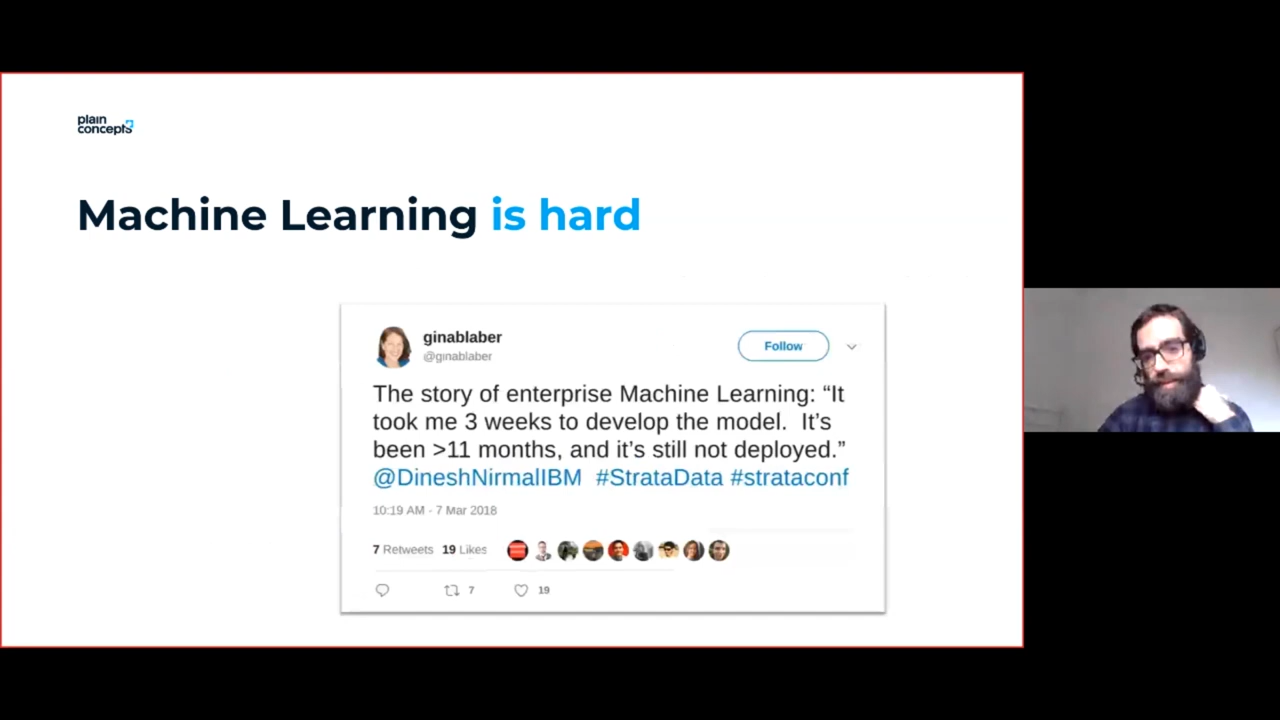 plain
concepts
Machine Learning is hard
ginablaber
@ginablaber
Follow
The story of enterprise Machine Learning: “It
took me 3 weeks to develop the model.  It’s
been >11 months, and it’s still not deployed.”
@DineshNirmalIBM  #StrataData #strataconf
10:19 AM - 7 Mar 2018
7 Retweets 19 Likes
7 19